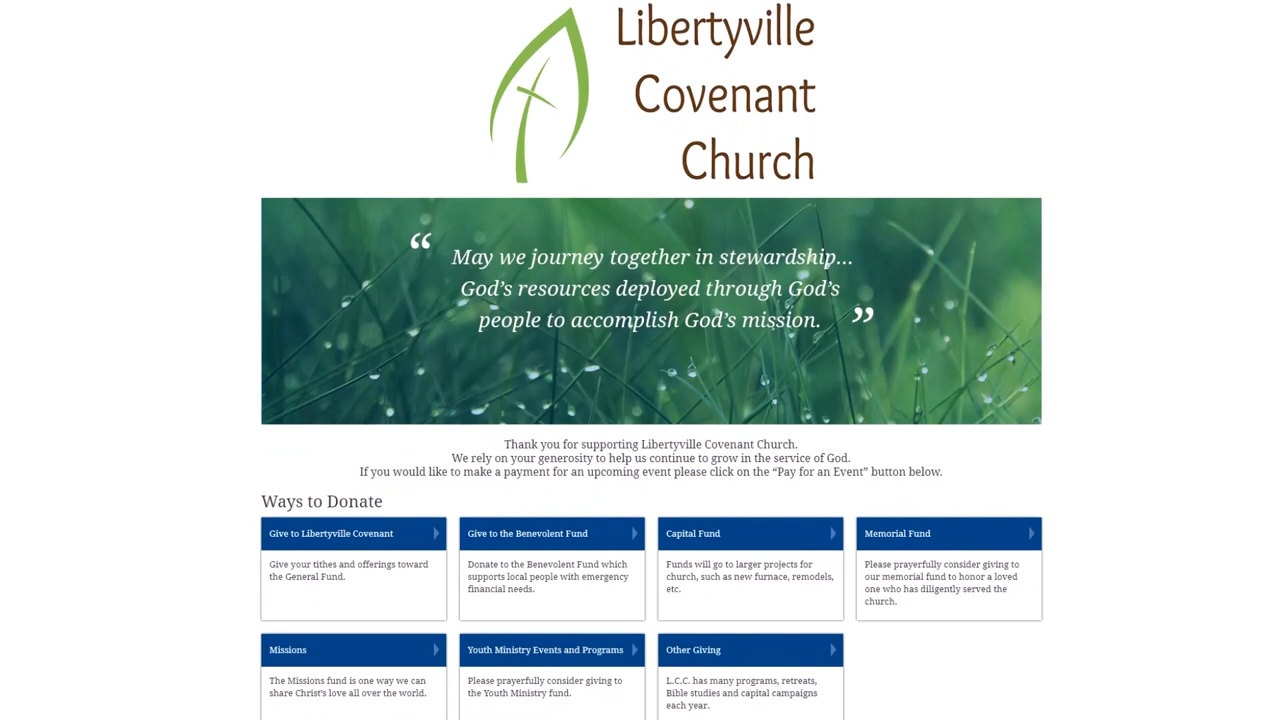 Libertyville
Covenant
Church
“ May we journey together in stewardship...
God’s resources deployed through God’s
people to accomplish God’s mission. ”
Thank you for supporting Libertyville Covenant Church.
We rely on your generosity to help us continue to grow in the service of God.
If you would like to make a payment for an upcoming event please click on the “Pay for an Event” button below.
Ways to Donate
Give to Libertyville Covenant
Give your tithes and offerings toward
the General Fund.
Give to the Benevolent Fund
Donate to the Benevolent Fund which
supports local people with emergency
financial needs.
Capital Fund
Funds will go to larger projects for
church, such as new furnace, remodels,
etc.
Memorial Fund
Please prayerfully consider giving to
our memorial fund to honor a loved
one who has diligently served the
church.
Missions
The Missions fund is one way we can
share Christ’s love all over the world.
Youth Ministry Events and Programs
Please prayerfully consider giving to
the Youth Ministry fund.
Other Giving
L.C.C. has many programs, retreats,
Bible studies and capital campaigns
each year.